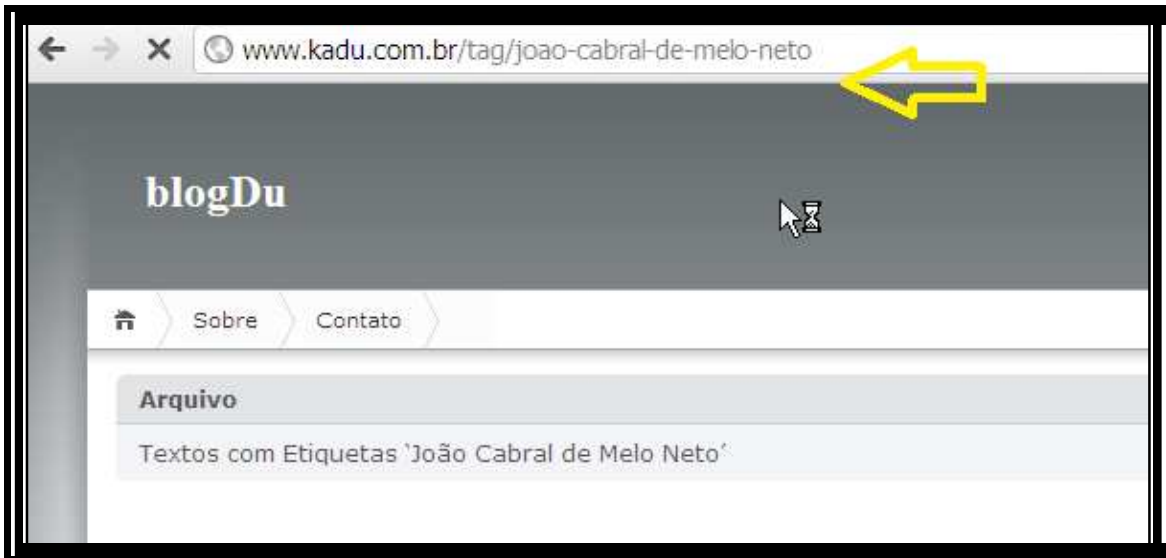 www.kadu.com.br/tag/joao-cabral-de-melo-neto
blogDu
Sobre Contato
Arquivo
Textos com Etiquetas `João Cabral de Melo Neto´